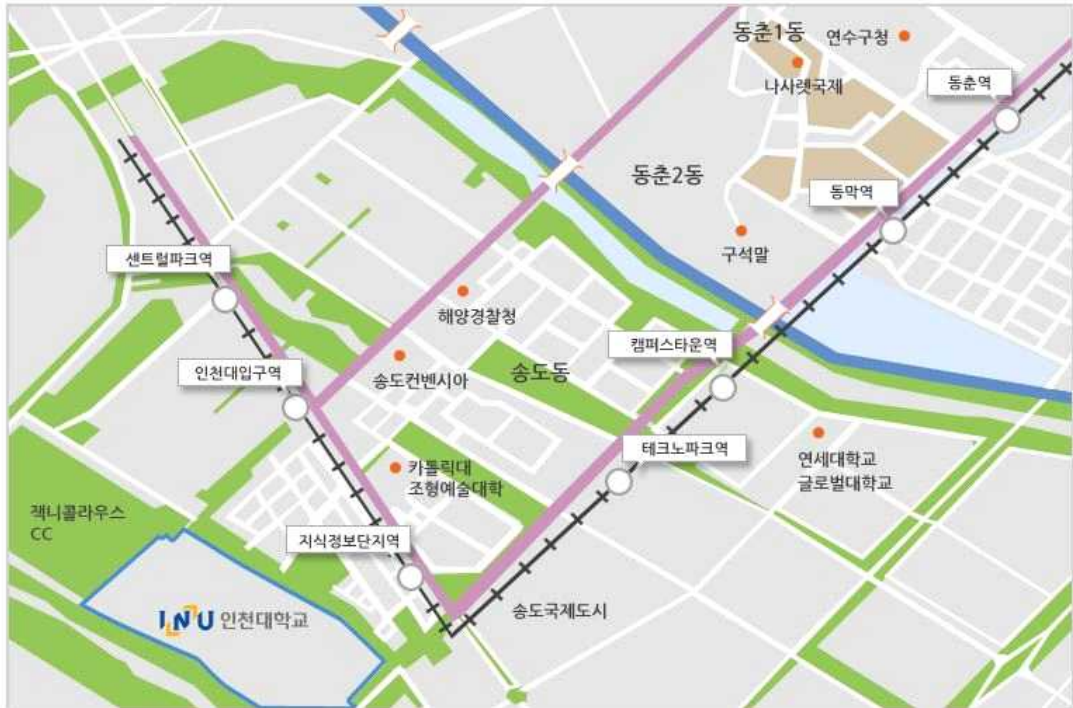 동춘1동
연수구청
나사렛국제
동춘역
동춘2동
동막역
구석말
센트럴파크역
해양경찰청
캠퍼스타운역
인천대입구역
송도컨벤시아
송도동
테크노파크역
카톨릭대
조형예술대학
연세대학교
글로벌대학교
잭니콜라우스
CC
지식정보단지역
INU 인천대학교
송도국제도시